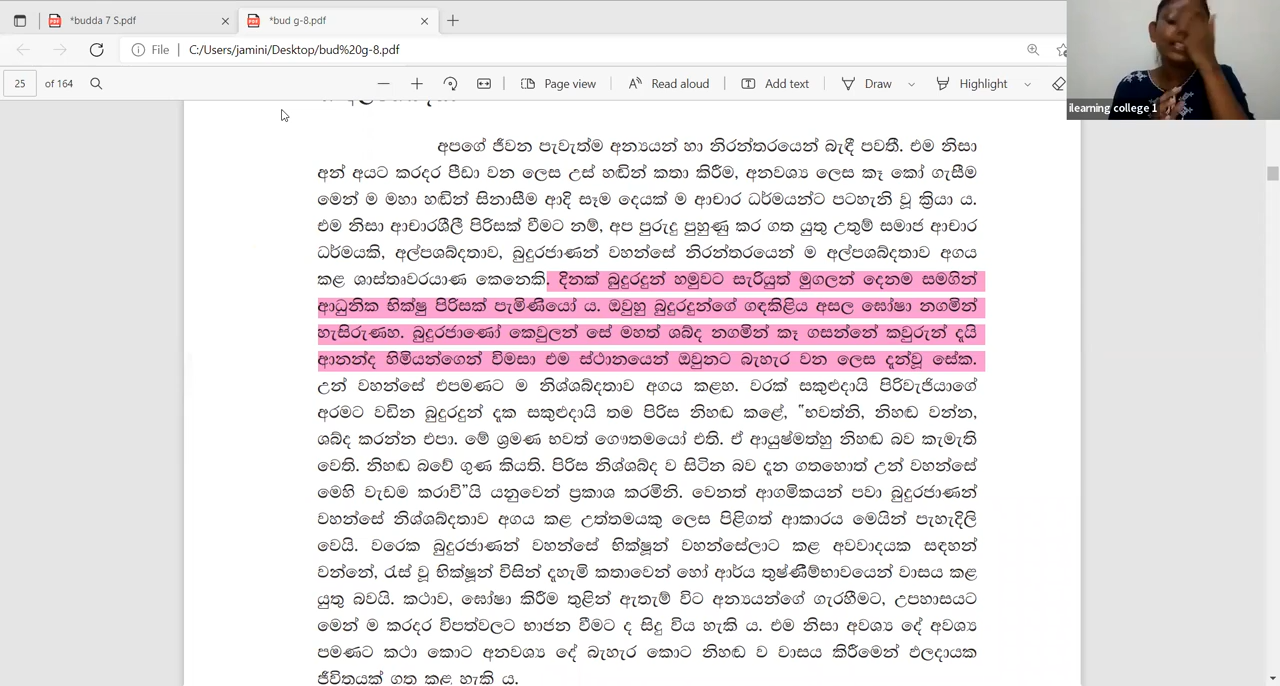 *budda 7 S.pdf
*bud g-8.pdf
File C:/Users/jamini/Desktop/bud%20g-8.pdf
25 of 164 Page view Read aloud Add text Draw Highlight
ilearning college 1
අපගේ ජීවන පැවැත්ම අන්‍යයන් හා නිරන්තරයෙන් බැඳී පවතී. එම නිසා
අන් අයට කරදර පීඩා වන ලෙස උස් හඬින් කතා කිරීම, අනවශ්‍ය ලෙස කෑ කෝ ගැසීම
මෙන් ම මහා හඬින් සිනාසීම ආදි සෑම දෙයක් ම ආචාර ධර්මයන්ට පටහැනි වූ ක්‍රියා ය.
එම නිසා ආචාරශීලී පිරිසක් වීමට නම්, අප පුරුදු පුහුණු කර ගත යුතු උතුම් සමාජ ආචාර
ධර්මයකි, අල්පශබ්දතාව, බුදුරජාණන් වහන්සේ නිරන්තරයෙන් ම අල්පශබ්දතාව අගය
කළ ශාස්තෘවරයාණ කෙනෙකි. දිනක් බුදුරදුන් හමුවට සැරියුත් මුගලන් දෙනම සමගින්
ආධුනික භික්ෂු පිරිසක් පැමිණියෝ ය. ඔවුහු බුදුරදුන්ගේ ගඳකිළිය අසල ඝෝෂා නගමින්
හැසිරුණහ. බුදුරජාණෝ කෙවුලන් සේ මහත් ශබ්ද නගමින් කෑ ගසන්නේ කවුරුන් දැයි
ආනන්ද හිමියන්ගෙන් විමසා එම ස්ථානයෙන් ඔවුනට බැහැර වන ලෙස දැන්වූ සේක.
උන් වහන්සේ එපමණට ම නිශ්ශබ්දතාව අගය කළහ. වරක් සකුළුදායි පිරිවැජියාගේ
අරමට වඩින බුදුරදුන් දැක සකුළුදායි තම පිරිස නිහඬ කළේ, "භවත්නි, නිහඬ වන්න,
ශබ්ද කරන්න එපා. මේ ශ්‍රමණ භවත් ගෞතමයෝ එති. ඒ ආයුෂ්මත්හු නිහඬ බව කැමැති
වෙති. නිහඬ බවේ ගුණ කියති. පිරිස නිශ්ශබ්ද ව සිටින බව දැන ගතහොත් උන් වහන්සේ
මෙහි වැඩම කරාවි"යි යනුවෙන් ප්‍රකාශ කරමිනි. වෙනත් ආගමිකයන් පවා බුදුරජාණන්
වහන්සේ නිශ්ශබ්දතාව අගය කළ උත්තමයකු ලෙස පිළිගත් ආකාරය මෙයින් පැහැදිලි
වෙයි. වරෙක බුදුරජාණන් වහන්සේ භික්ෂූන් වහන්සේලාට කළ අවවාදයක සඳහන්
වන්නේ, රැස් වූ භික්ෂූන් විසින් දැහැමි කතාවෙන් හෝ ආර්ය තුෂ්ණීම්භාවයෙන් වාසය කළ
යුතු බවයි. කථාව, ඝෝෂා කිරීම තුළින් ඇතැම් විට අන්‍යයන්ගේ ගැරහීමට, උපහාසයට
මෙන් ම කරදර විපත්වලට භාජන වීමට ද සිදු විය හැකි ය. එම නිසා අවශ්‍ය දේ අවශ්‍ය
පමණට කථා කොට අනවශ්‍ය දේ බැහැර කොට නිහඬ ව වාසය කිරීමෙන් ඵලදායක
ජීවිතයක් ගත කළ හැකි ය.